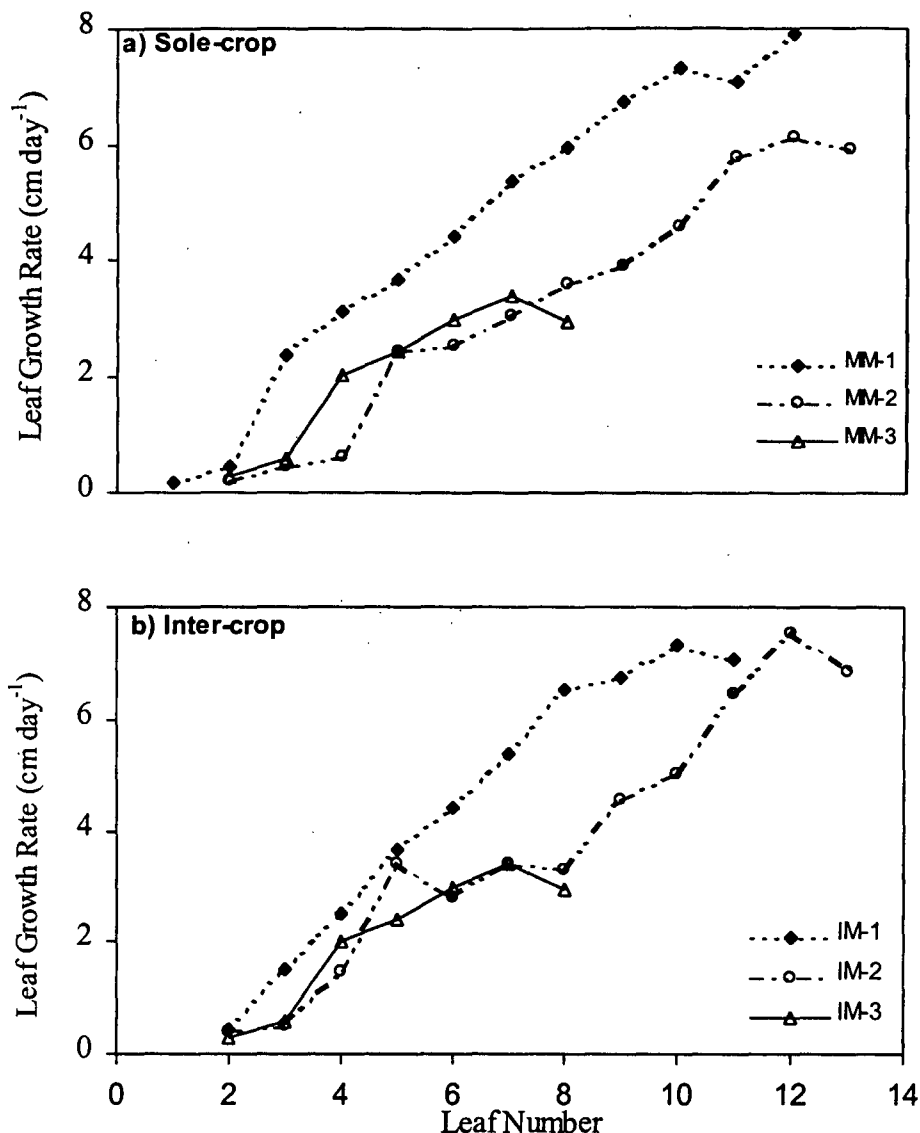 a) Sole-crop
8
6
4
2
0
Leaf Growth Rate (cm day⁻¹)
MM-1
MM-2
MM-3
b) Inter-crop
8
6
4
2
0
Leaf Growth Rate (cm day⁻¹)
IM-1
IM-2
IM-3
0 2 4 6 8 10 12 14
Leaf Number